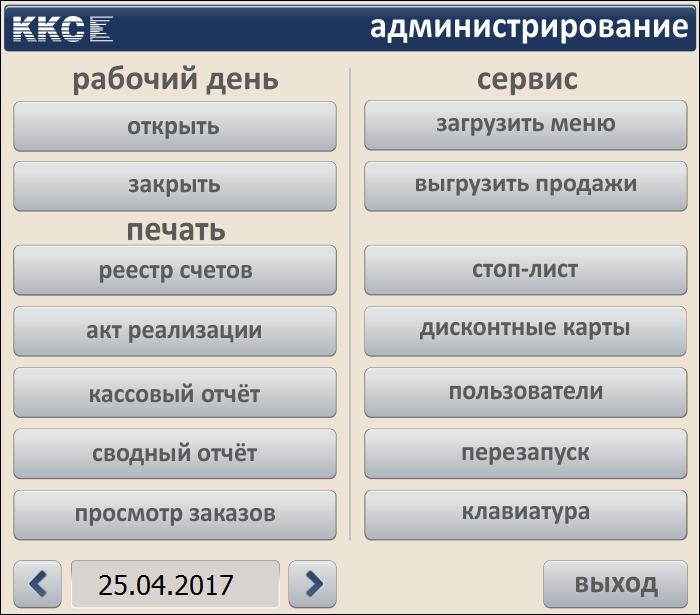 ККС
администрирование
рабочий день
открыть
закрыть
печать
реестр счетов
акт реализации
кассовый отчёт
сводный отчёт
просмотр заказов
25.04.2017
сервис
загрузить меню
выгрузить продажи
стоп-лист
дисконтные карты
пользователи
перезапуск
клавиатура
выход